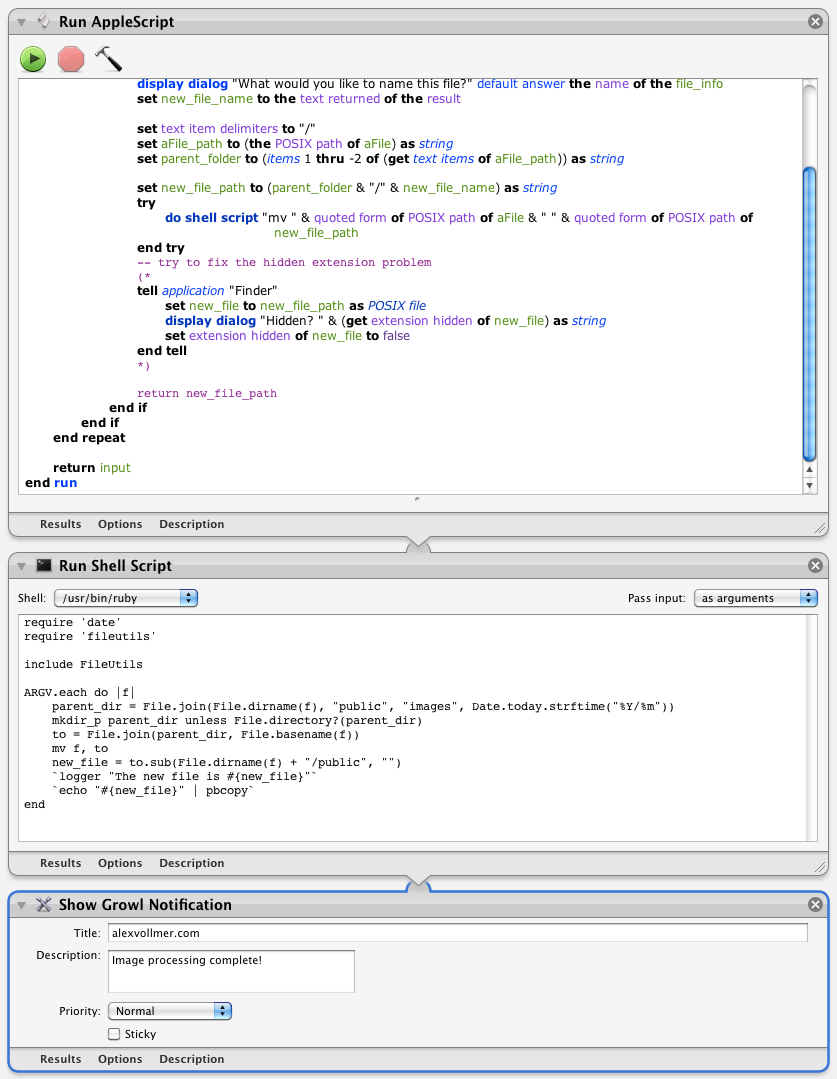 Run AppleScript
display dialog "What would you like to name this file?" default answer the name of the file_info
set new_file_name to the text returned of the result
set text item delimiters to "/"
set aFile_path to (the POSIX path of aFile) as string
set parent_folder to (items 1 thru -2 of (get text items of aFile_path)) as string
set new_file_path to (parent_folder & "/" & new_file_name) as string
try
do shell script "mv " & quoted form of POSIX path of aFile & " " & quoted form of POSIX path of
new_file_path
end try
-- try to fix the hidden extension problem
(*
tell application "Finder"
set new_file to new_file_path as POSIX file
display dialog "Hidden? " & (get extension hidden of new_file) as string
set extension hidden of new_file to false
end tell
*)
return new_file_path
end if
end if
end repeat
return input
end run
Results Options Description
Run Shell Script
Shell: /usr/bin/ruby Pass input: as arguments
require 'date'
require 'fileutils'
include FileUtils
ARGV.each do |f|
parent_dir = File.join(File.dirname(f), "public", "images", Date.today.strftime("%Y/%m"))
mkdir_p parent_dir unless File.directory?(parent_dir)
to = File.join(parent_dir, File.basename(f))
mv f, to
new_file = to.sub(File.dirname(f) + "/public", "")
`logger "The new file is #{new_file}"`
`echo "#{new_file}" | pbcopy`
end
Results Options Description
Show Growl Notification
Title: alexvollmer.com
Description: Image processing complete!
Priority: Normal
Sticky
Results Options Description